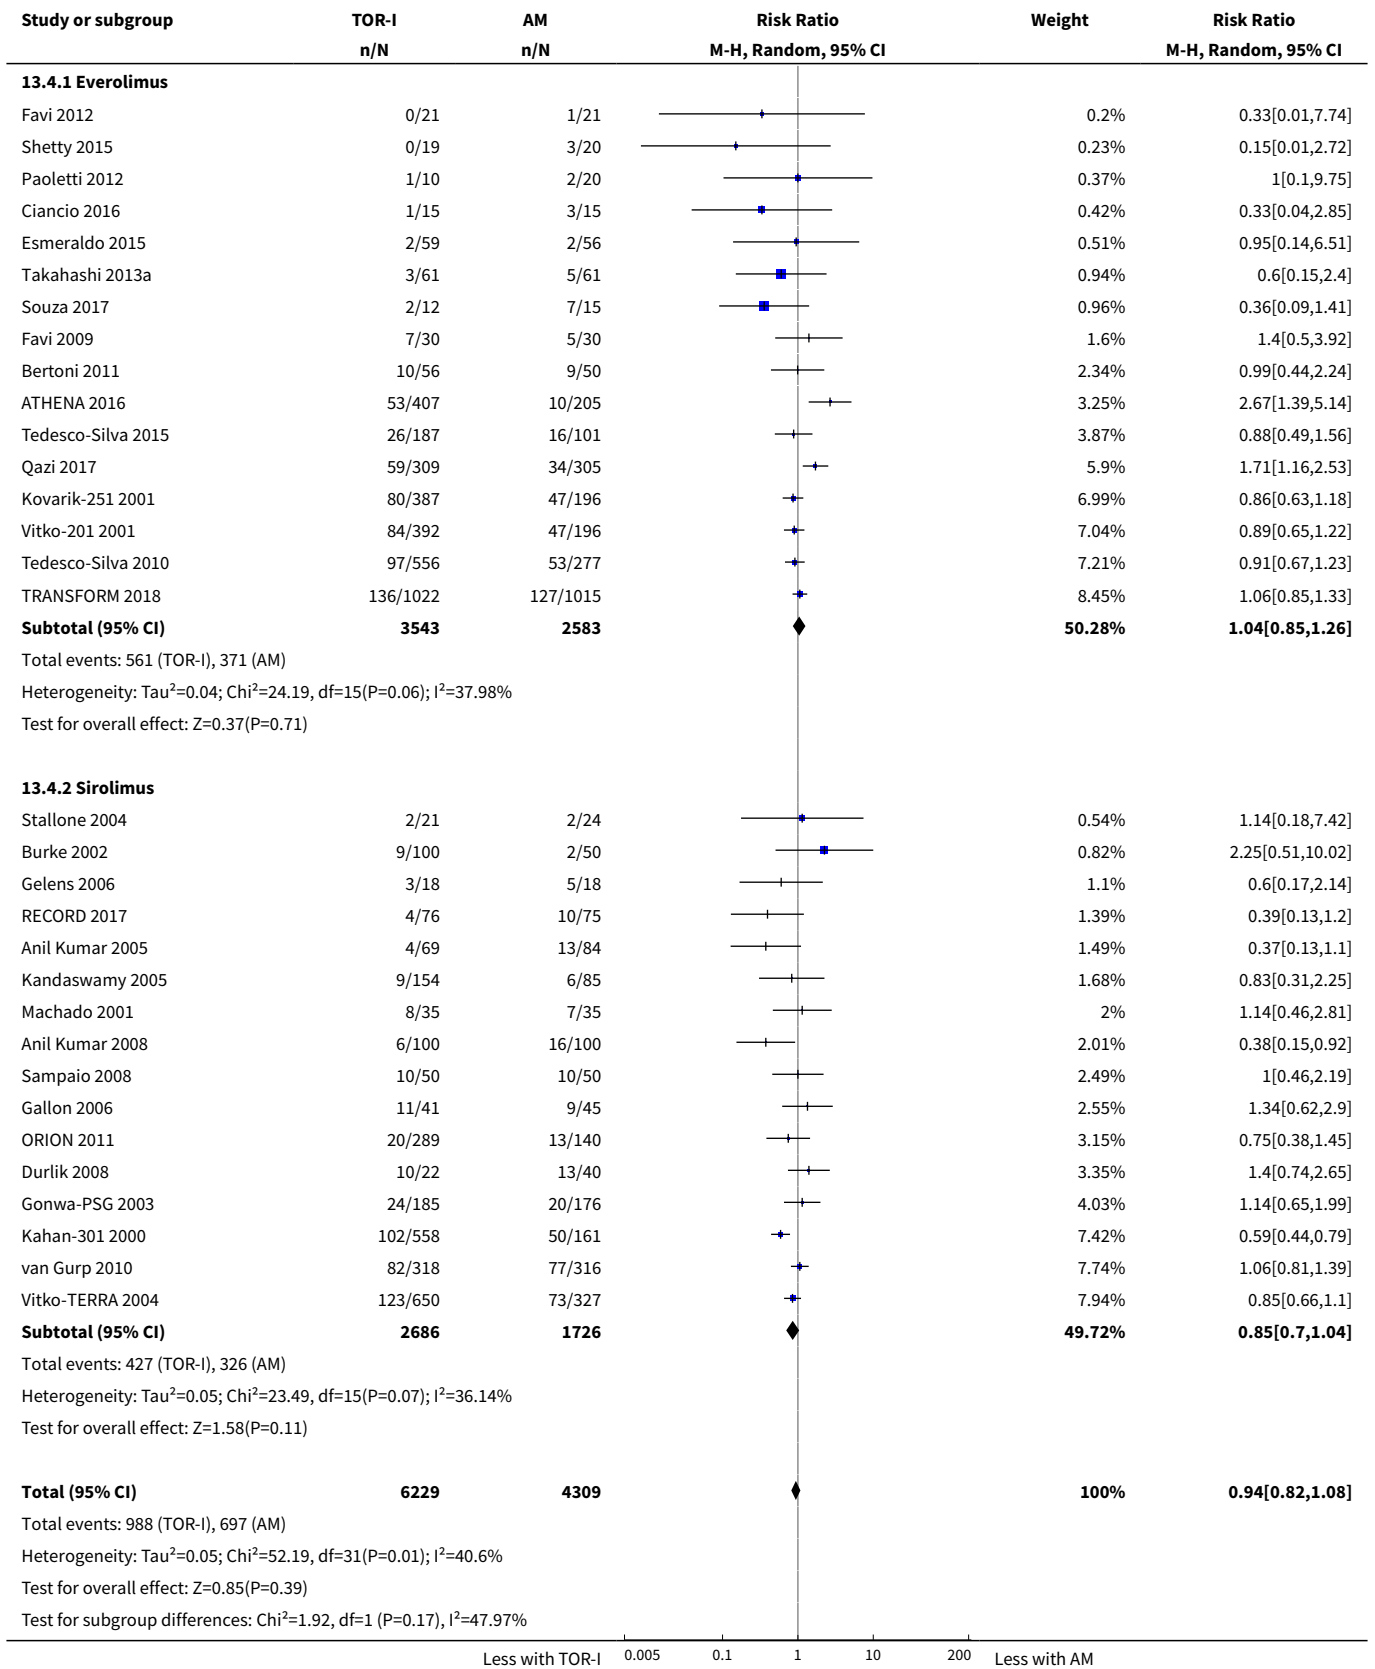 Study or subgroup TOR-I AM Risk Ratio Weight Risk Ratio
n/N n/N M-H, Random, 95% CI M-H, Random, 95% CI
13.4.1 Everolimus
Favi 2012 0/21 1/21 0.2% 0.33[0.01,7.74]
Shetty 2015 0/19 3/20 0.23% 0.15[0.01,2.72]
Paoletti 2012 1/10 2/20 0.37% 1[0.1,9.75]
Ciancio 2016 1/15 3/15 0.42% 0.33[0.04,2.85]
Esmeraldo 2015 2/59 2/56 0.51% 0.95[0.14,6.51]
Takahashi 2013a 3/61 5/61 0.94% 0.6[0.15,2.4]
Souza 2017 2/12 7/15 0.96% 0.36[0.09,1.41]
Favi 2009 7/30 5/30 1.6% 1.4[0.5,3.92]
Bertoni 2011 10/56 9/50 2.34% 0.99[0.44,2.24]
ATHENA 2016 53/407 10/205 3.25% 2.67[1.39,5.14]
Tedesco-Silva 2015 26/187 16/101 3.87% 0.88[0.49,1.56]
Qazi 2017 59/309 34/305 5.9% 1.71[1.16,2.53]
Kovarik-251 2001 80/387 47/196 6.99% 0.86[0.63,1.18]
Vitko-201 2001 84/392 47/196 7.04% 0.89[0.65,1.22]
Tedesco-Silva 2010 97/556 53/277 7.21% 0.91[0.67,1.23]
TRANSFORM 2018 136/1022 127/1015 8.45% 1.06[0.85,1.33]
Subtotal (95% CI) 3543 2583 50.28% 1.04[0.85,1.26]
Total events: 561 (TOR-I), 371 (AM)
Heterogeneity: Tau²=0.04; Chi²=24.19, df=15(P=0.06); I²=37.98%
Test for overall effect: Z=0.37(P=0.71)
13.4.2 Sirolimus
Stallone 2004 2/21 2/24 0.54% 1.14[0.18,7.42]
Burke 2002 9/100 2/50 0.82% 2.25[0.51,10.02]
Gelens 2006 3/18 5/18 1.1% 0.6[0.17,2.14]
RECORD 2017 4/76 10/75 1.39% 0.39[0.13,1.2]
Anil Kumar 2005 4/69 13/84 1.49% 0.37[0.13,1.1]
Kandaswamy 2005 9/154 6/85 1.68% 0.83[0.31,2.25]
Machado 2001 8/35 7/35 2% 1.14[0.46,2.81]
Anil Kumar 2008 6/100 16/100 2.01% 0.38[0.15,0.92]
Sampaio 2008 10/50 10/50 2.49% 1[0.46,2.19]
Gallon 2006 11/41 9/45 2.55% 1.34[0.62,2.9]
ORION 2011 20/289 13/140 3.15% 0.75[0.38,1.45]
Durlik 2008 10/22 13/40 3.35% 1.4[0.74,2.65]
Gonwa-PSG 2003 24/185 20/176 4.03% 1.14[0.65,1.99]
Kahan-301 2000 102/558 50/161 7.42% 0.59[0.44,0.79]
van Gurp 2010 82/318 77/316 7.74% 1.06[0.81,1.39]
Vitko-TERRA 2004 123/650 73/327 7.94% 0.85[0.66,1.1]
Subtotal (95% CI) 2686 1726 49.72% 0.85[0.7,1.04]
Total events: 427 (TOR-I), 326 (AM)
Heterogeneity: Tau²=0.05; Chi²=23.49, df=15(P=0.07); I²=36.14%
Test for overall effect: Z=1.58(P=0.11)
Total (95% CI) 6229 4309 100% 0.94[0.82,1.08]
Total events: 988 (TOR-I), 697 (AM)
Heterogeneity: Tau²=0.05; Chi²=52.19, df=31(P=0.01); I²=40.6%
Test for overall effect: Z=0.85(P=0.39)
Test for subgroup differences: Chi²=1.92, df=1 (P=0.17), I²=47.97%
Less with TOR-I 0.005 0.1 1 10 200 Less with AM